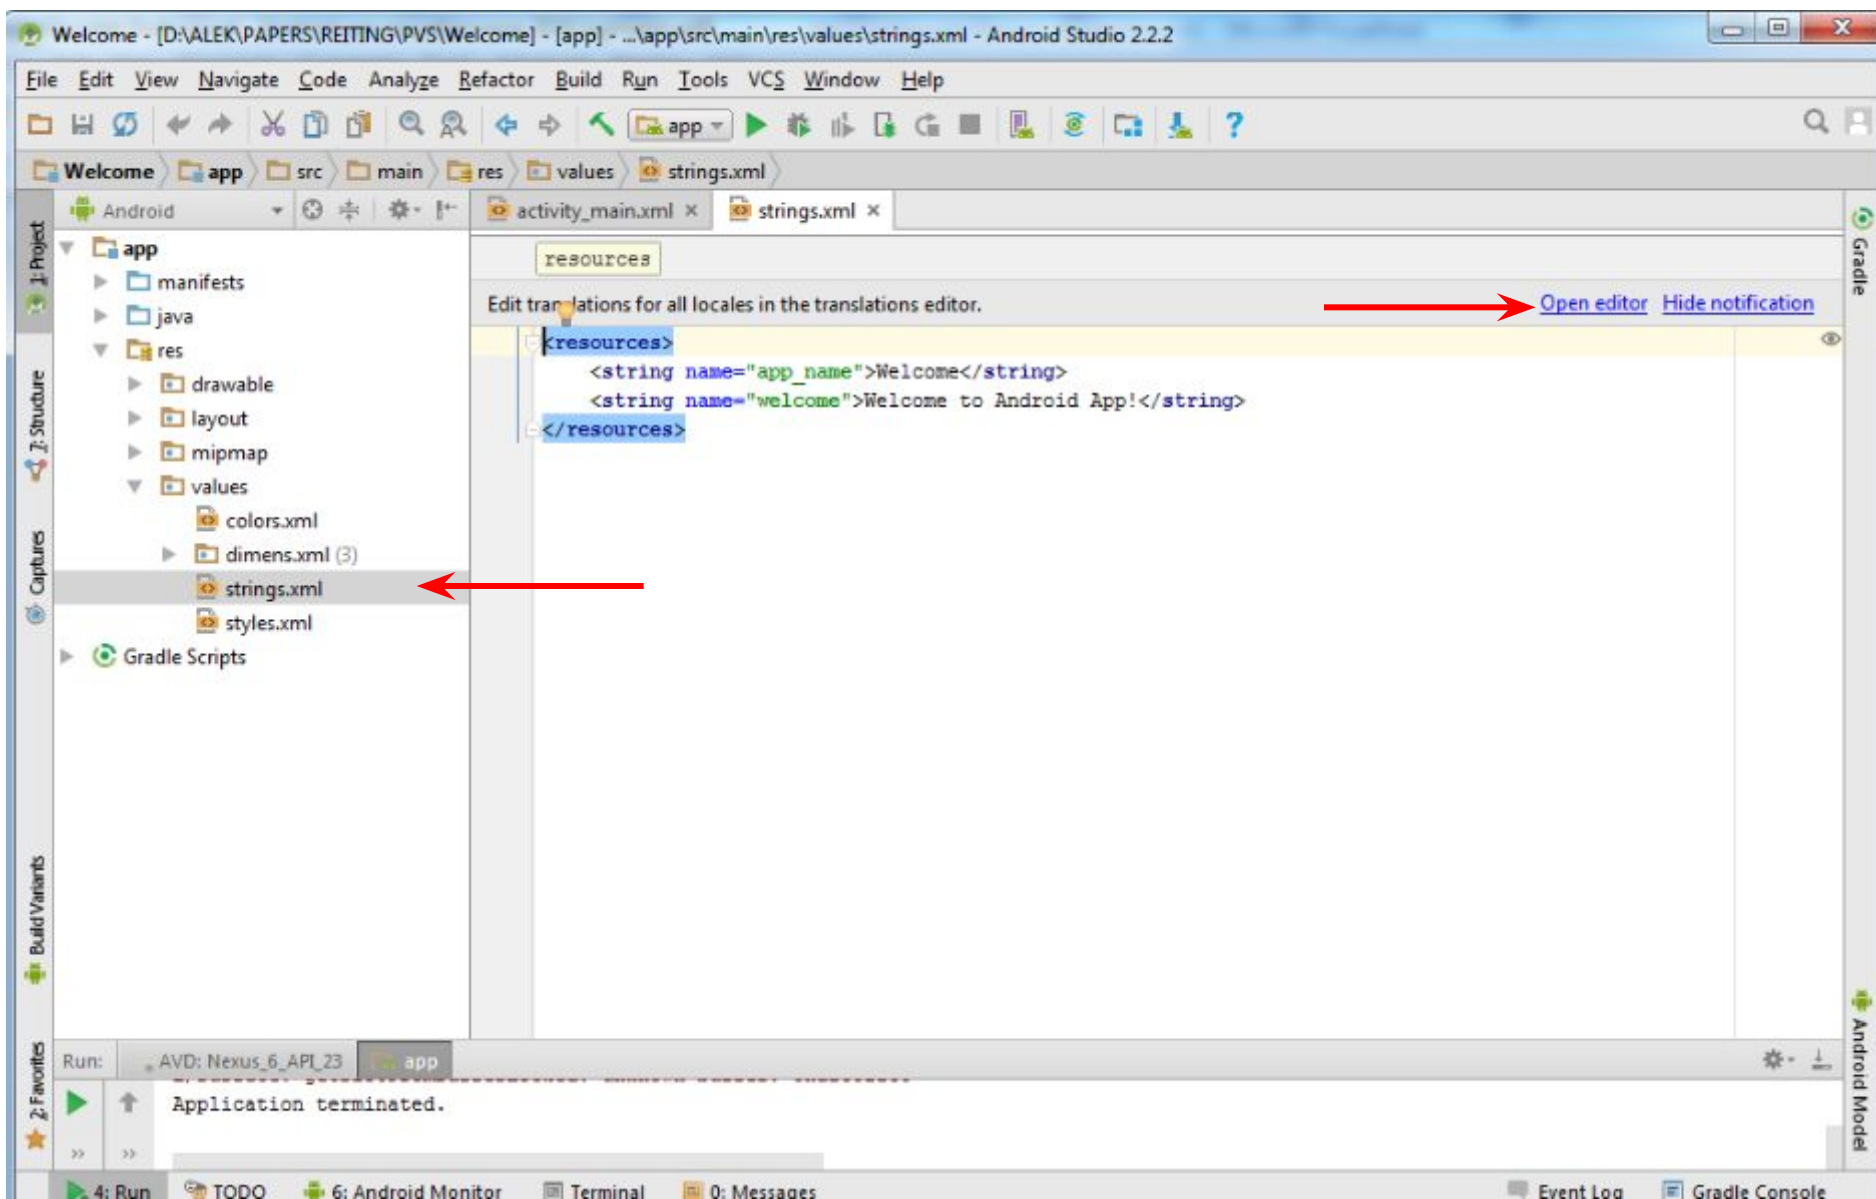 Welcome - [D:\ALEK\PAPERS\REITING\PVS\Welcome] - [app] - ...\app\src\main\res\values\strings.xml - Android Studio 2.2.2
File Edit View Navigate Code Analyze Refactor Build Run Tools VCS Window Help
app
Welcome app src main res values strings.xml
Android
activity_main.xml strings.xml
1: Project
7: Structure
Captures
Build Variants
2: Favorites
app
manifests
java
res
drawable
layout
mipmap
values
colors.xml
dimens.xml (3)
strings.xml
styles.xml
Gradle Scripts
resources
Edit translations for all locales in the translations editor. Open editor Hide notification
<resources>
<string name="app_name">Welcome</string>
<string name="welcome">Welcome to Android App!</string>
</resources>
Gradle
Android Model
Run: AVD: Nexus_6_API_23 app
Application terminated.
4: Run TODO 6: Android Monitor Terminal 0: Messages Event Log Gradle Console